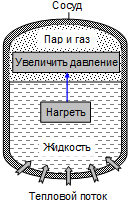 Сосуд
Пар и газ
Увеличить давление
Нагреть
Жидкость
Тепловой поток